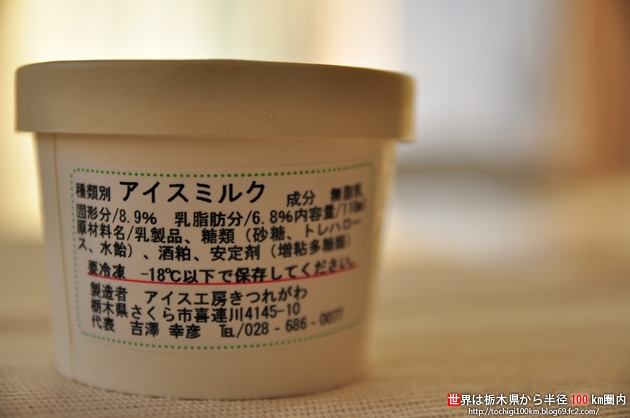 種類別 アイスミルク 成分 無脂乳
固形分/8.9% 乳脂肪分/6.8%内容量/110ml
原材料名/乳製品、糖類(砂糖、トレハロー
ス、水飴)、酒粕、安定剤(増粘多糖類)
要冷凍 -18℃以下で保存してください。
製造者 アイス工房きつれがわ
栃木県さくら市喜連川4145-10
代表 吉澤 幸彦 ℡/028-686-0077
世界は栃木県から半径100km圏内
http://tochigi100km.blog69.fc2.com/